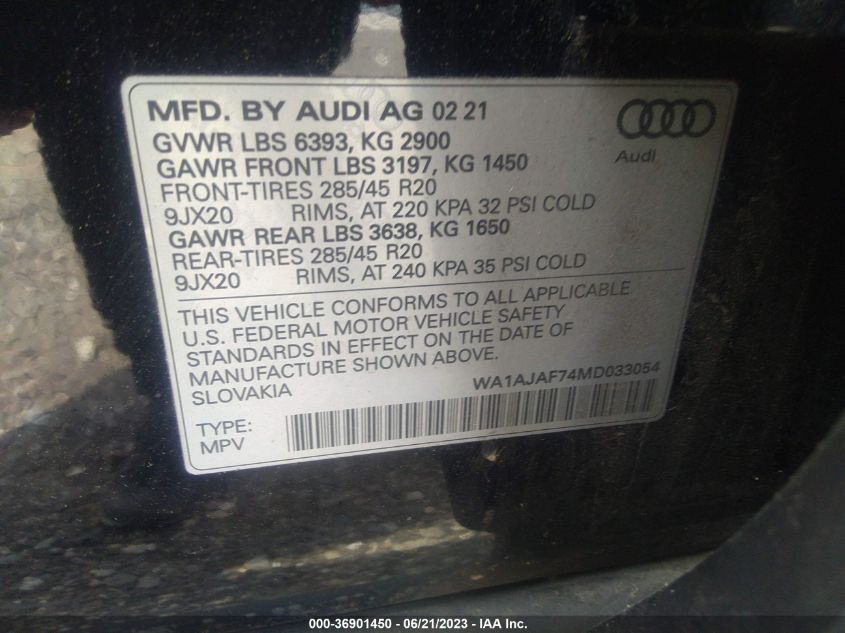 MFD. BY AUDI AG 02 21
GVWR LBS 6393, KG 2900
GAWR FRONT LBS 3197, KG 1450
FRONT-TIRES 285/45 R20
9JX20 RIMS, AT 220 KPA 32 PSI COLD
GAWR REAR LBS 3638, KG 1650
REAR-TIRES 285/45 R20
9JX20 RIMS, AT 240 KPA 35 PSI COLD
Audi
THIS VEHICLE CONFORMS TO ALL APPLICABLE
U.S. FEDERAL MOTOR VEHICLE SAFETY
STANDARDS IN EFFECT ON THE DATE OF
MANUFACTURE SHOWN ABOVE.
SLOVAKIA
WA1AJAF74MD033054
TYPE:
MPV
000-36901450 - 06/21/2023 - IAA Inc.